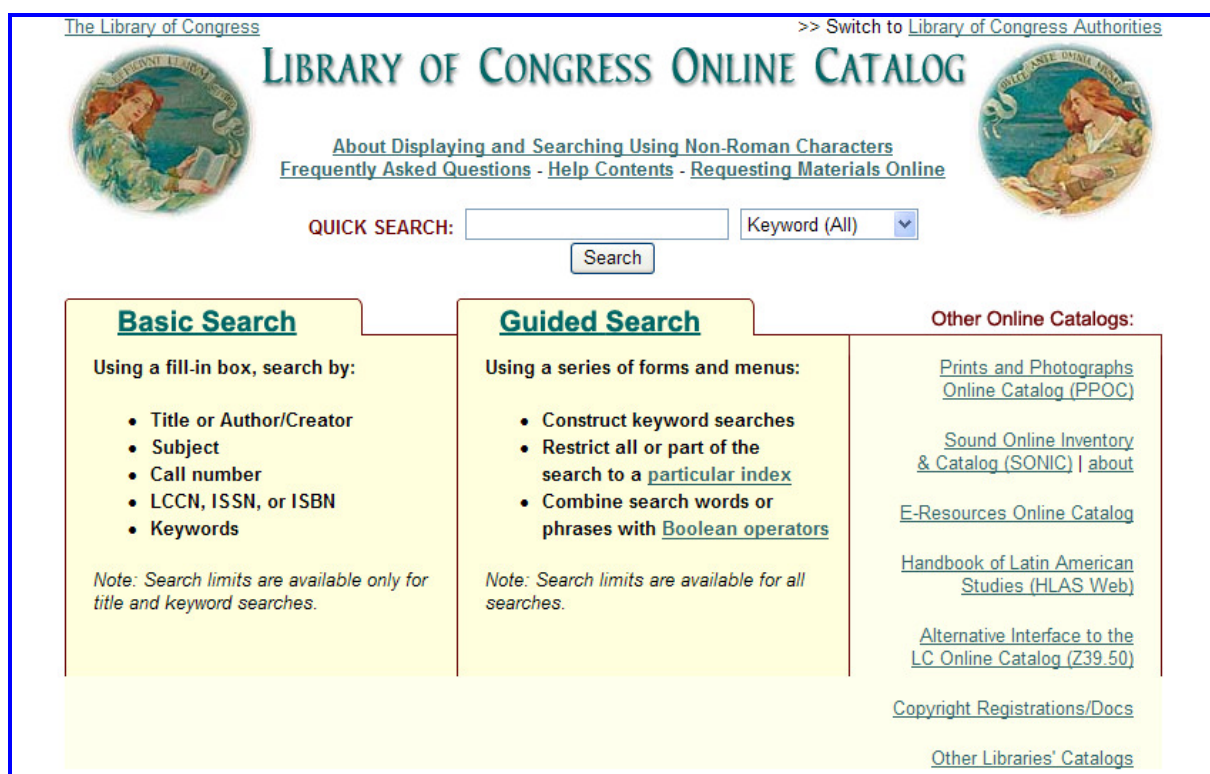 The Library of Congress
>> Switch to Library of Congress Authorities
LIBRARY OF CONGRESS ONLINE CATALOG
About Displaying and Searching Using Non-Roman Characters
Frequently Asked Questions - Help Contents - Requesting Materials Online
QUICK SEARCH:
Keyword (All)
Search
Basic Search
Using a fill-in box, search by:
• Title or Author/Creator
• Subject
• Call number
• LCCN, ISSN, or ISBN
• Keywords
Note: Search limits are available only for
title and keyword searches.
Guided Search
Using a series of forms and menus:
• Construct keyword searches
• Restrict all or part of the
search to a particular index
• Combine search words or
phrases with Boolean operators
Note: Search limits are available for all
searches.
Other Online Catalogs:
Prints and Photographs
Online Catalog (PPOC)
Sound Online Inventory
& Catalog (SONIC) | about
E-Resources Online Catalog
Handbook of Latin American
Studies (HLAS Web)
Alternative Interface to the
LC Online Catalog (Z39.50)
Copyright Registrations/Docs
Other Libraries' Catalogs